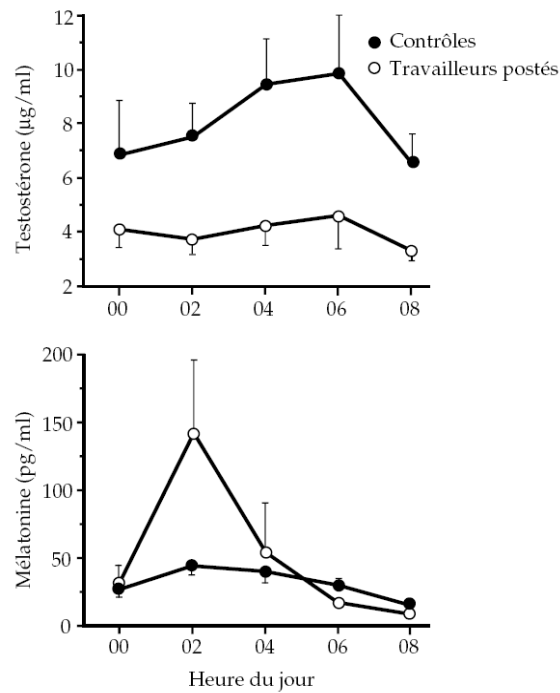 12
Contrôles
Travailleurs postés
10
8
6
4
2
Testostérone (µg/ml)
00 02 04 06 08
200
150
100
50
0
Mélatonine (pg/ml)
00 02 04 06 08
Heure du jour